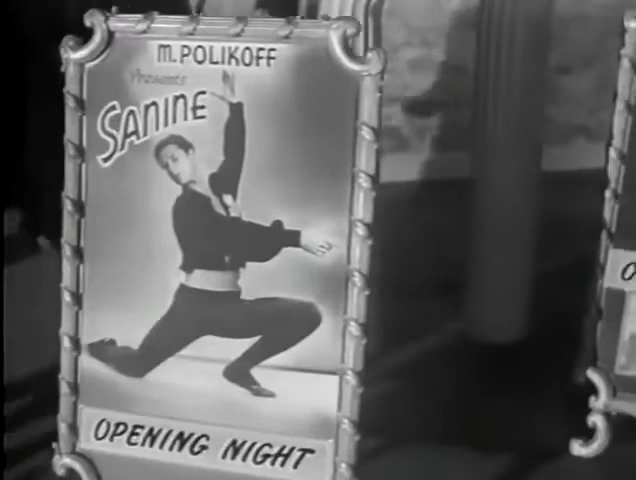 M. POLIKOFF
Presents
SANINE
OPENING NIGHT
O